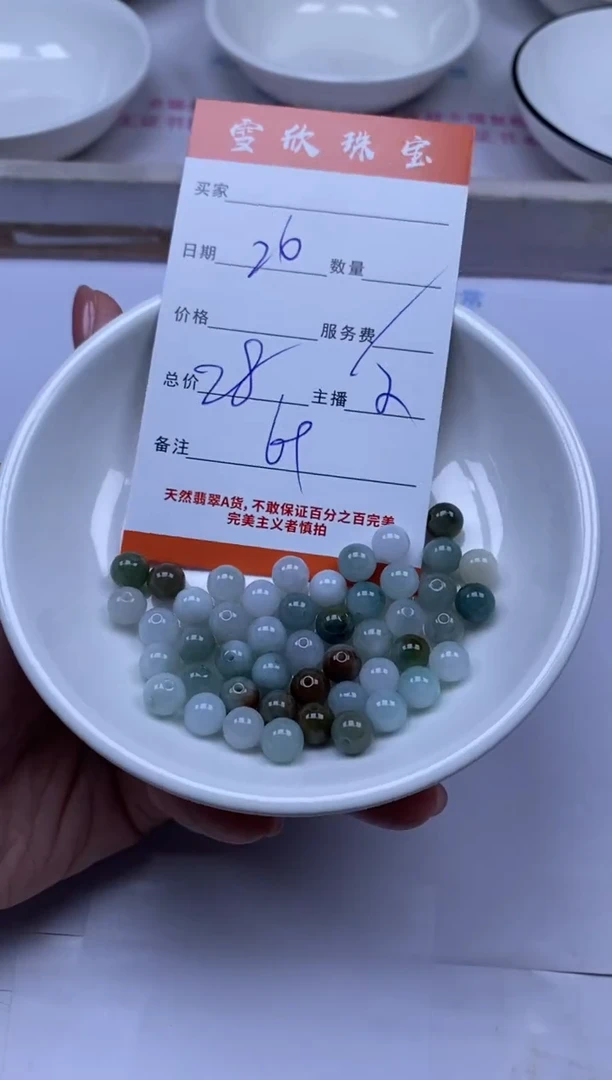 雪欣珠宝
买家
日期 26 数量
价格 服务费
总价 28 主播 2
备注
天然翡翠A货，不敢保证百分之百完美
完美主义者慎拍